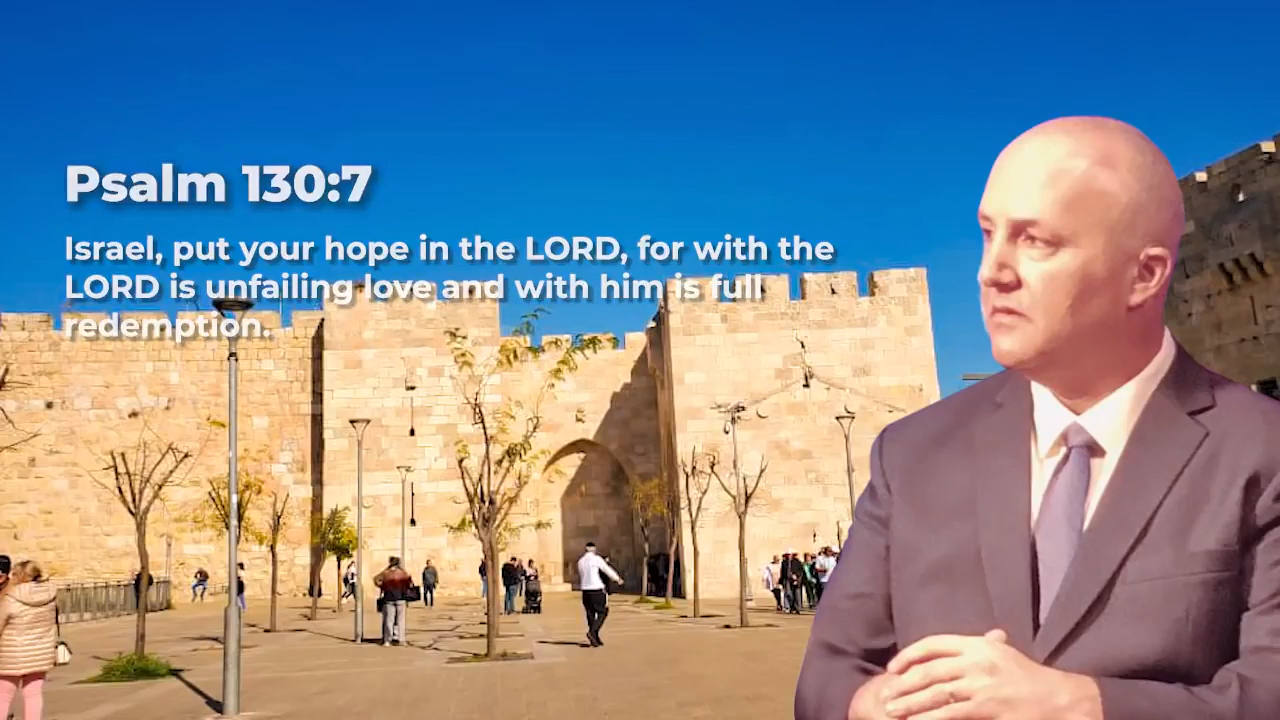 Psalm 130:7
Israel, put your hope in the LORD, for with the
LORD is unfailing love and with him is full
redemption.